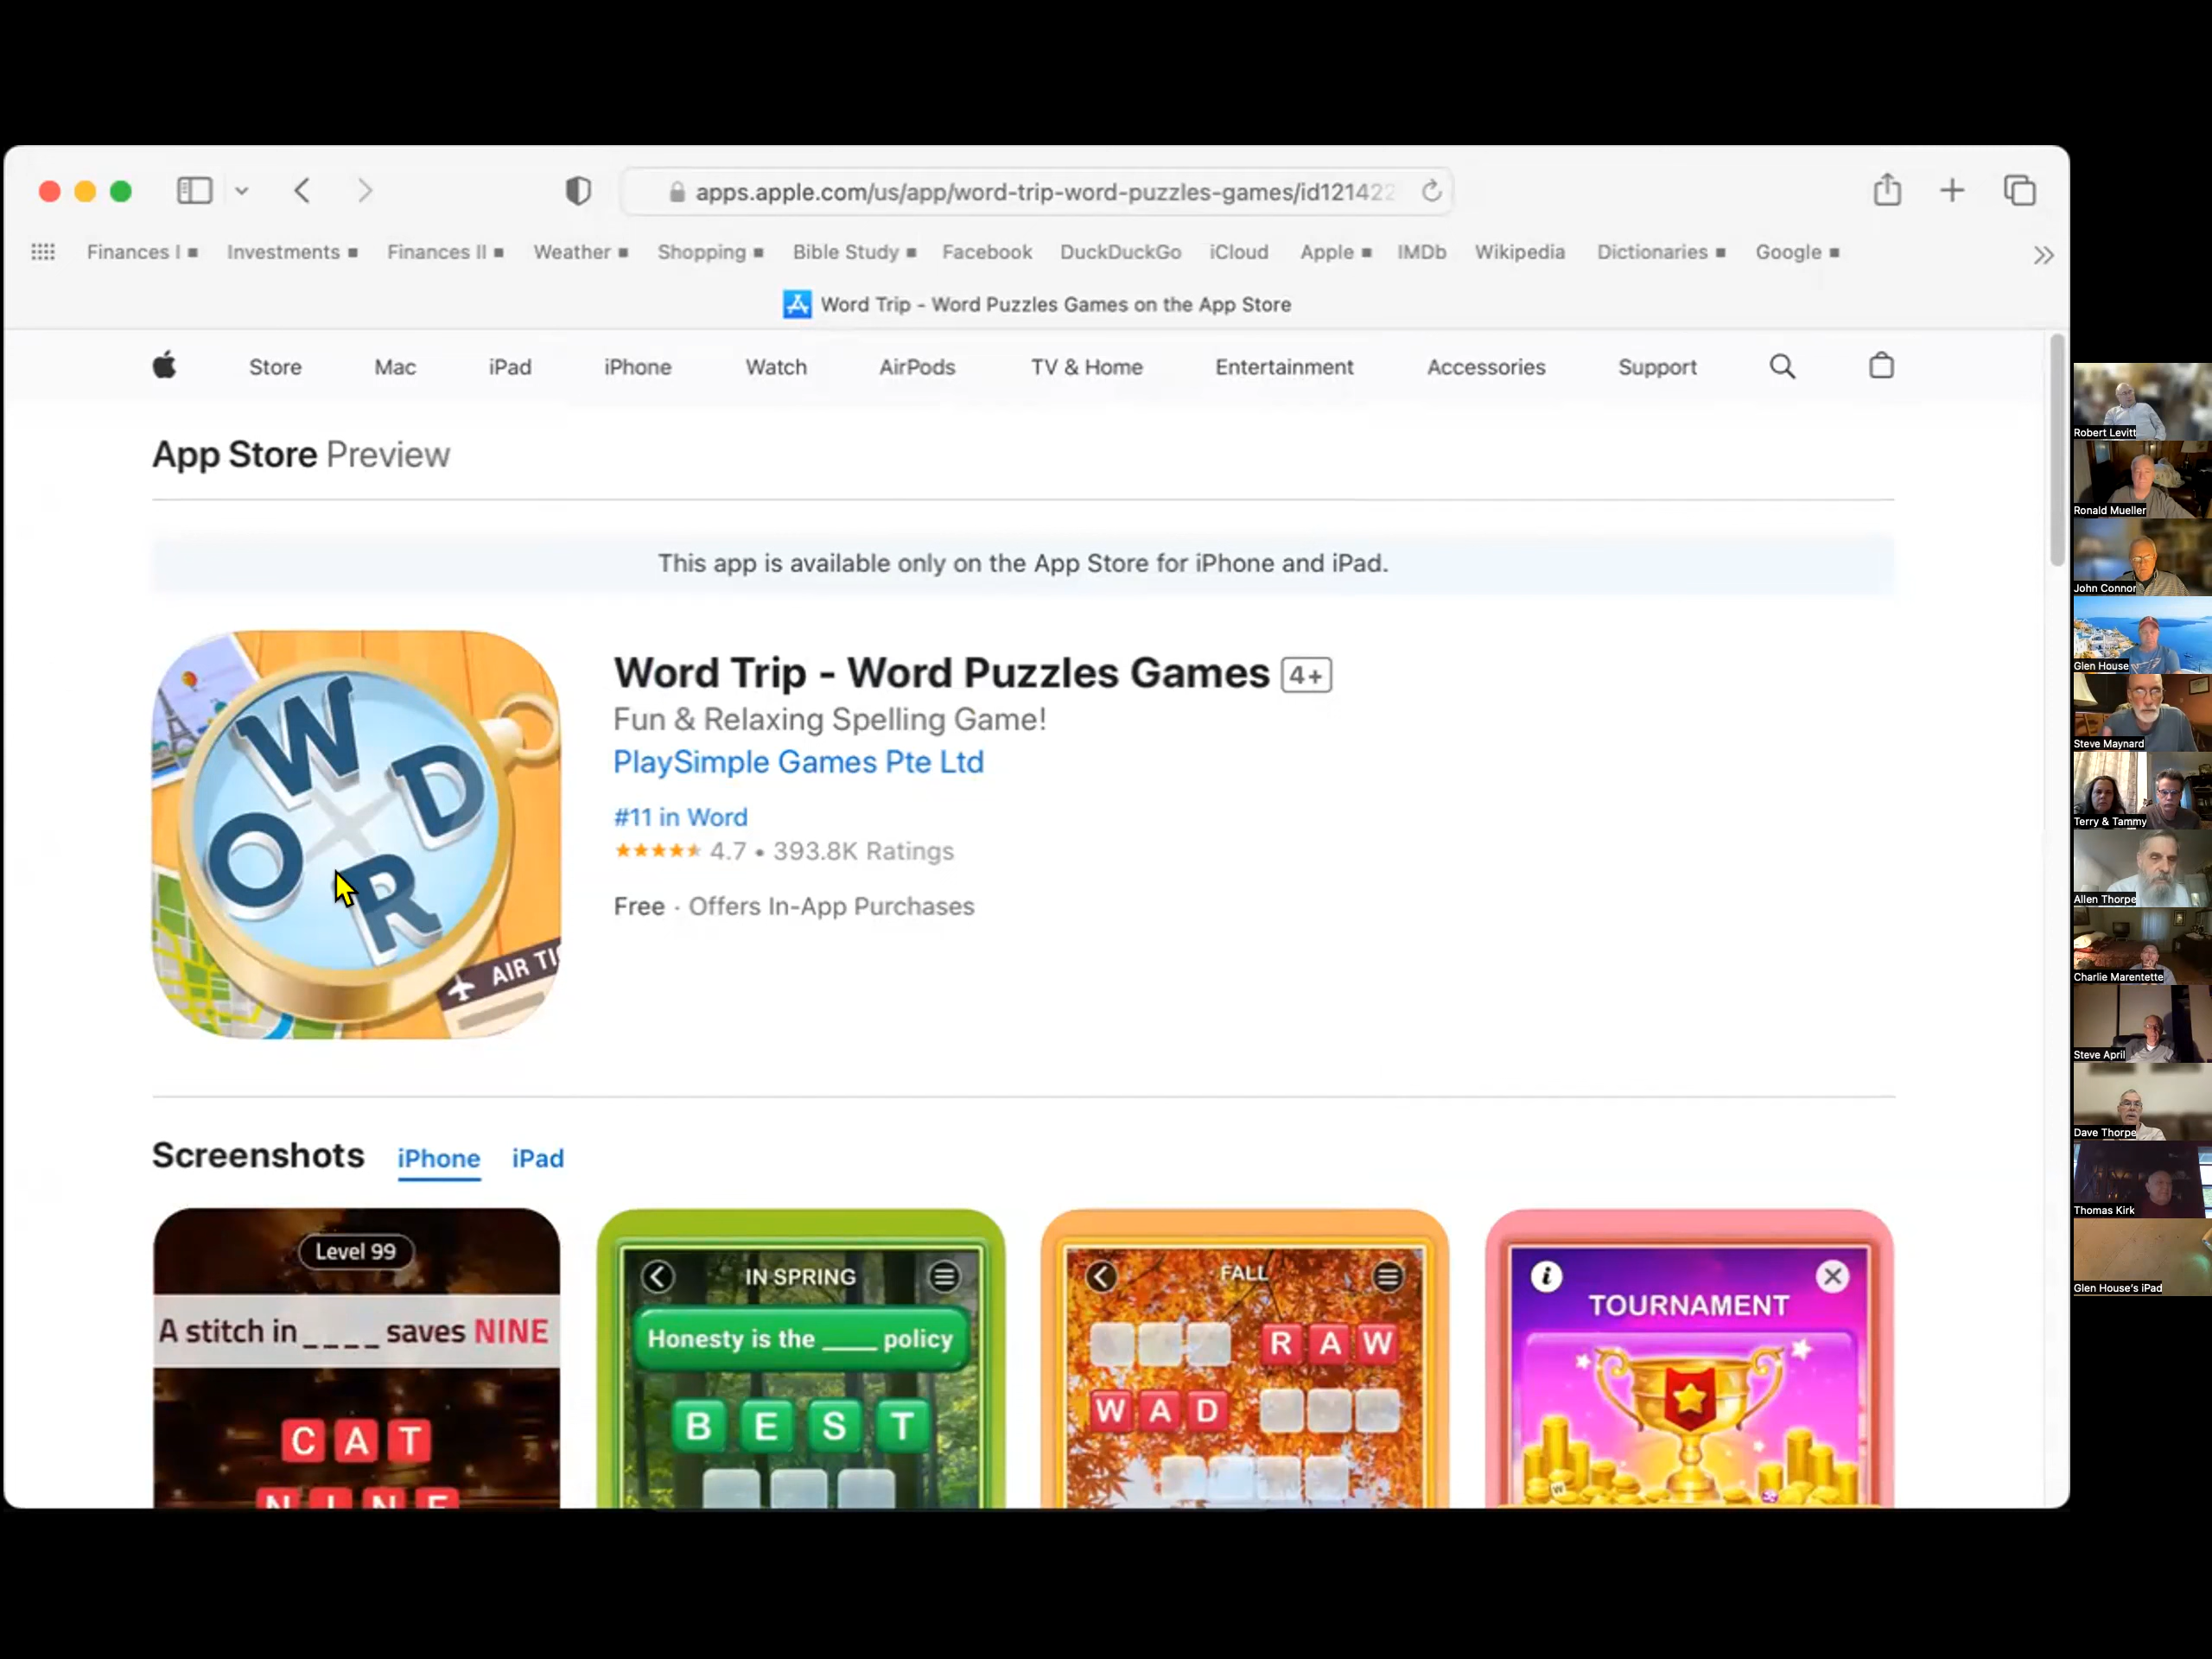 apps.apple.com/us/app/word-trip-word-puzzles-games/id121422
Finances I Investments Finances II Weather Shopping Bible Study Facebook DuckDuckGo iCloud Apple IMDb Wikipedia Dictionaries Google
Word Trip - Word Puzzles Games on the App Store
Store Mac iPad iPhone Watch AirPods TV & Home Entertainment Accessories Support
App Store Preview
This app is available only on the App Store for iPhone and iPad.
W
D
O
R
AIR TI
Word Trip - Word Puzzles Games 4+
Fun & Relaxing Spelling Game!
PlaySimple Games Pte Ltd
#11 in Word
4.7 • 393.8K Ratings
Free · Offers In-App Purchases
Screenshots iPhone iPad
Level 99
A stitch in _ _ _ _ saves NINE
CAT
NINE
IN SPRING
Honesty is the ____ policy
BEST
FALL
RAW
WAD
TOURNAMENT
W
Robert Levitt
Ronald Mueller
John Connor
Glen House
Steve Maynard
Terry & Tammy
Allen Thorpe
Charlie Marentette
Steve April
Dave Thorpe
Thomas Kirk
Glen House's iPad